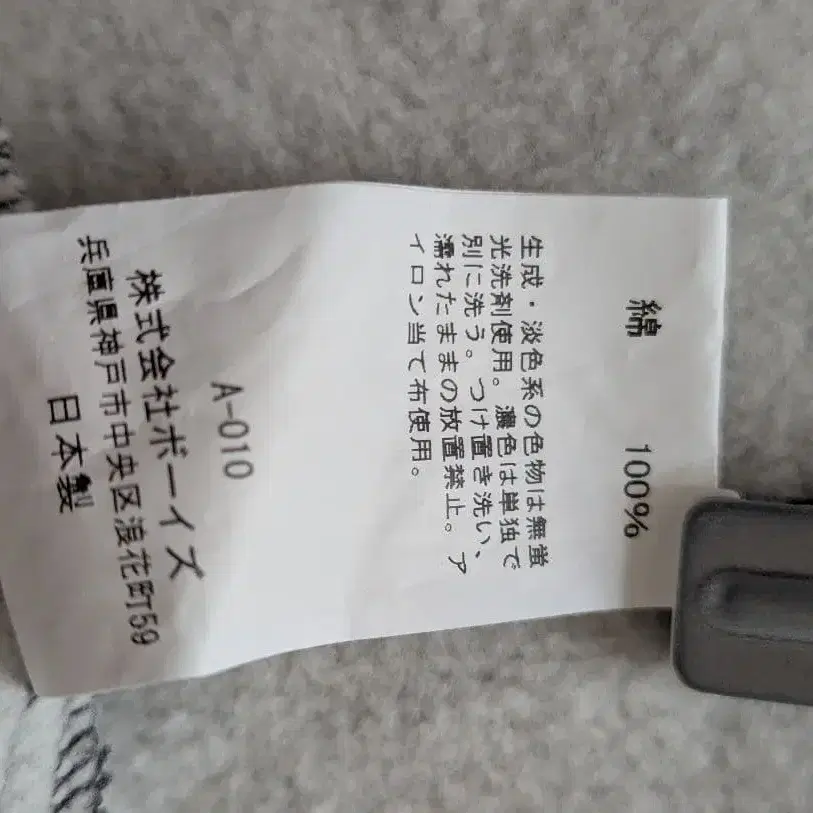 綿 100%
生成・淡色系の色物は無蛍
光洗剤使用。濃色は単独で
別に洗う。つけ置き洗い、
濡れたままの放置禁止。ア
イロン当て布使用。
A-010
株式会社ボーイズ
兵庫県神戸市中央区浪花町59
日本製